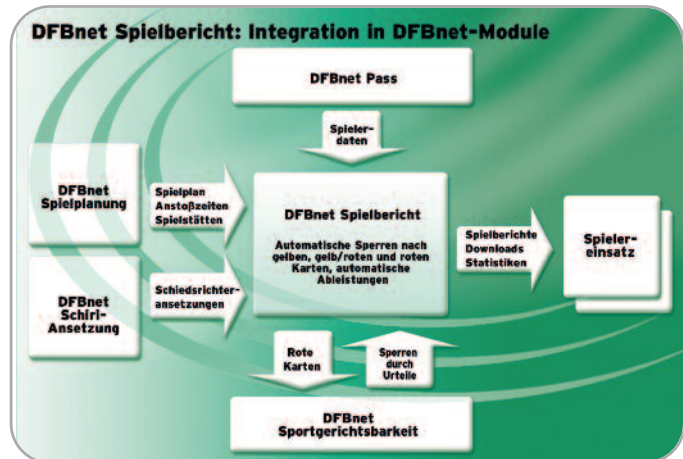 DFBnet Spielbericht: Integration in DFBnet-Module
DFBnet Pass
Spieler-
daten
DFBnet
Spielplanung
Spielplan
Anstoßzeiten
Spielstätten
DFBnet Spielbericht
Automatische Sperren nach
gelben, gelb/roten und roten
Karten, automatische
Ableistungen
Spielberichte
Downloads
Statistiken
Spieler-
einsatz
DFBnet
Schiri-
Ansetzung
Schiedsrichter-
ansetzungen
Rote
Karten
Sperren
durch
Urteile
DFBnet
Sportgerichtsbarkeit